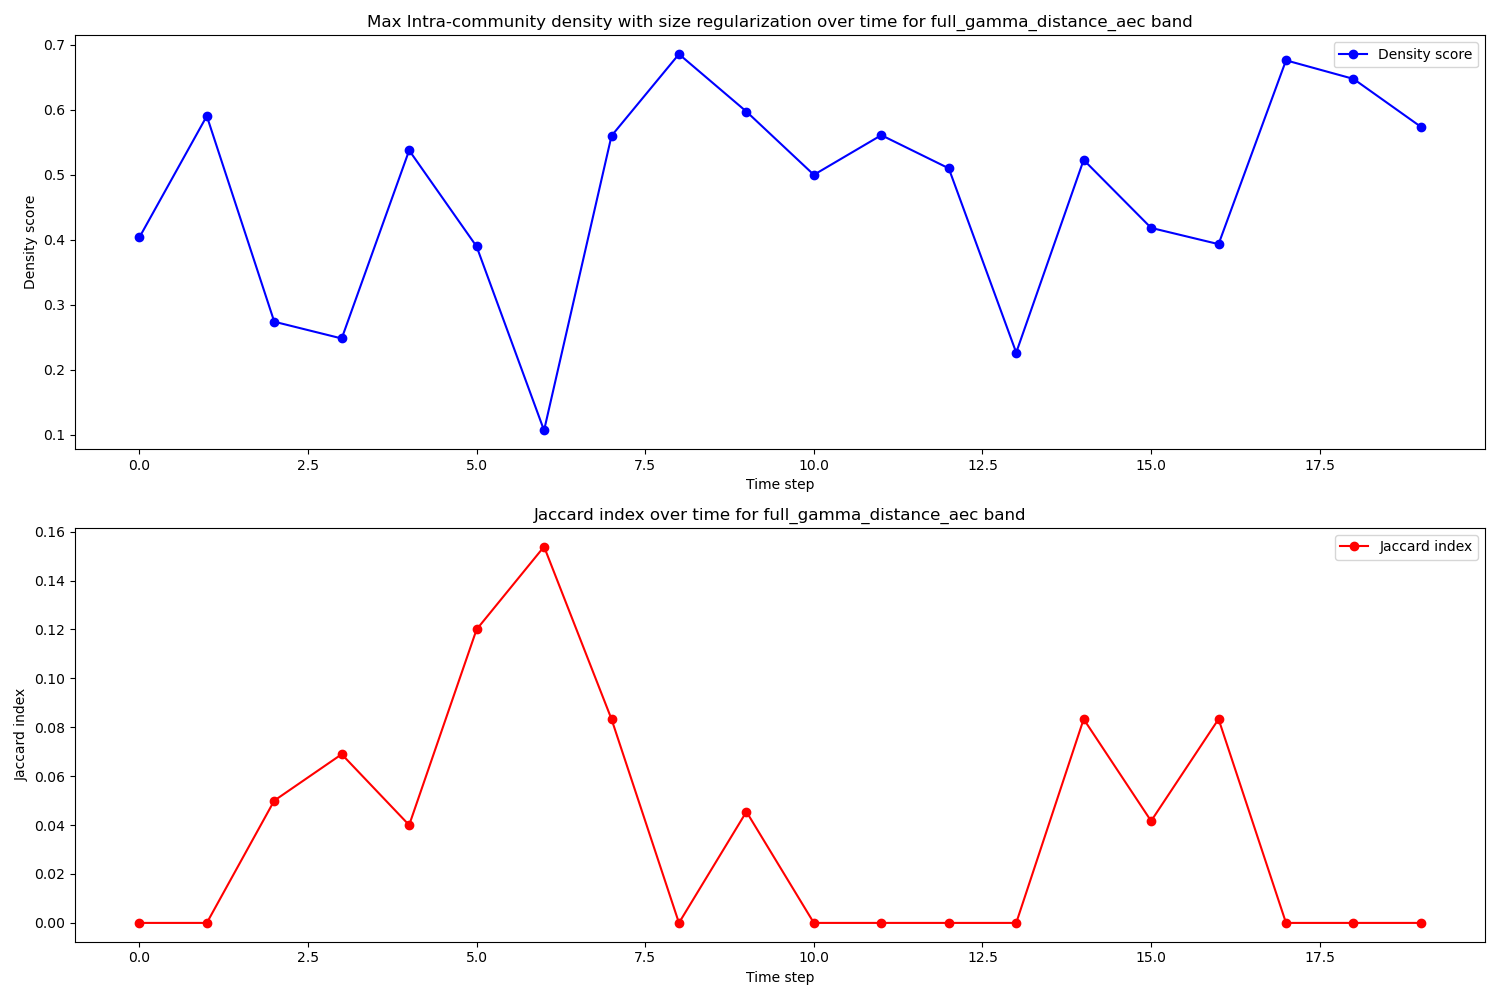 Max Intra-community density with size regularization over time for full_gamma_distance_aec band
Density score
0.7
0.6
0.5
0.4
0.3
0.2
0.1
Density score
0.0 2.5 5.0 7.5 10.0 12.5 15.0 17.5
Time step
Jaccard index over time for full_gamma_distance_aec band
Jaccard index
0.16
0.14
0.12
0.10
0.08
0.06
0.04
0.02
0.00
Jaccard index
0.0 2.5 5.0 7.5 10.0 12.5 15.0 17.5
Time step